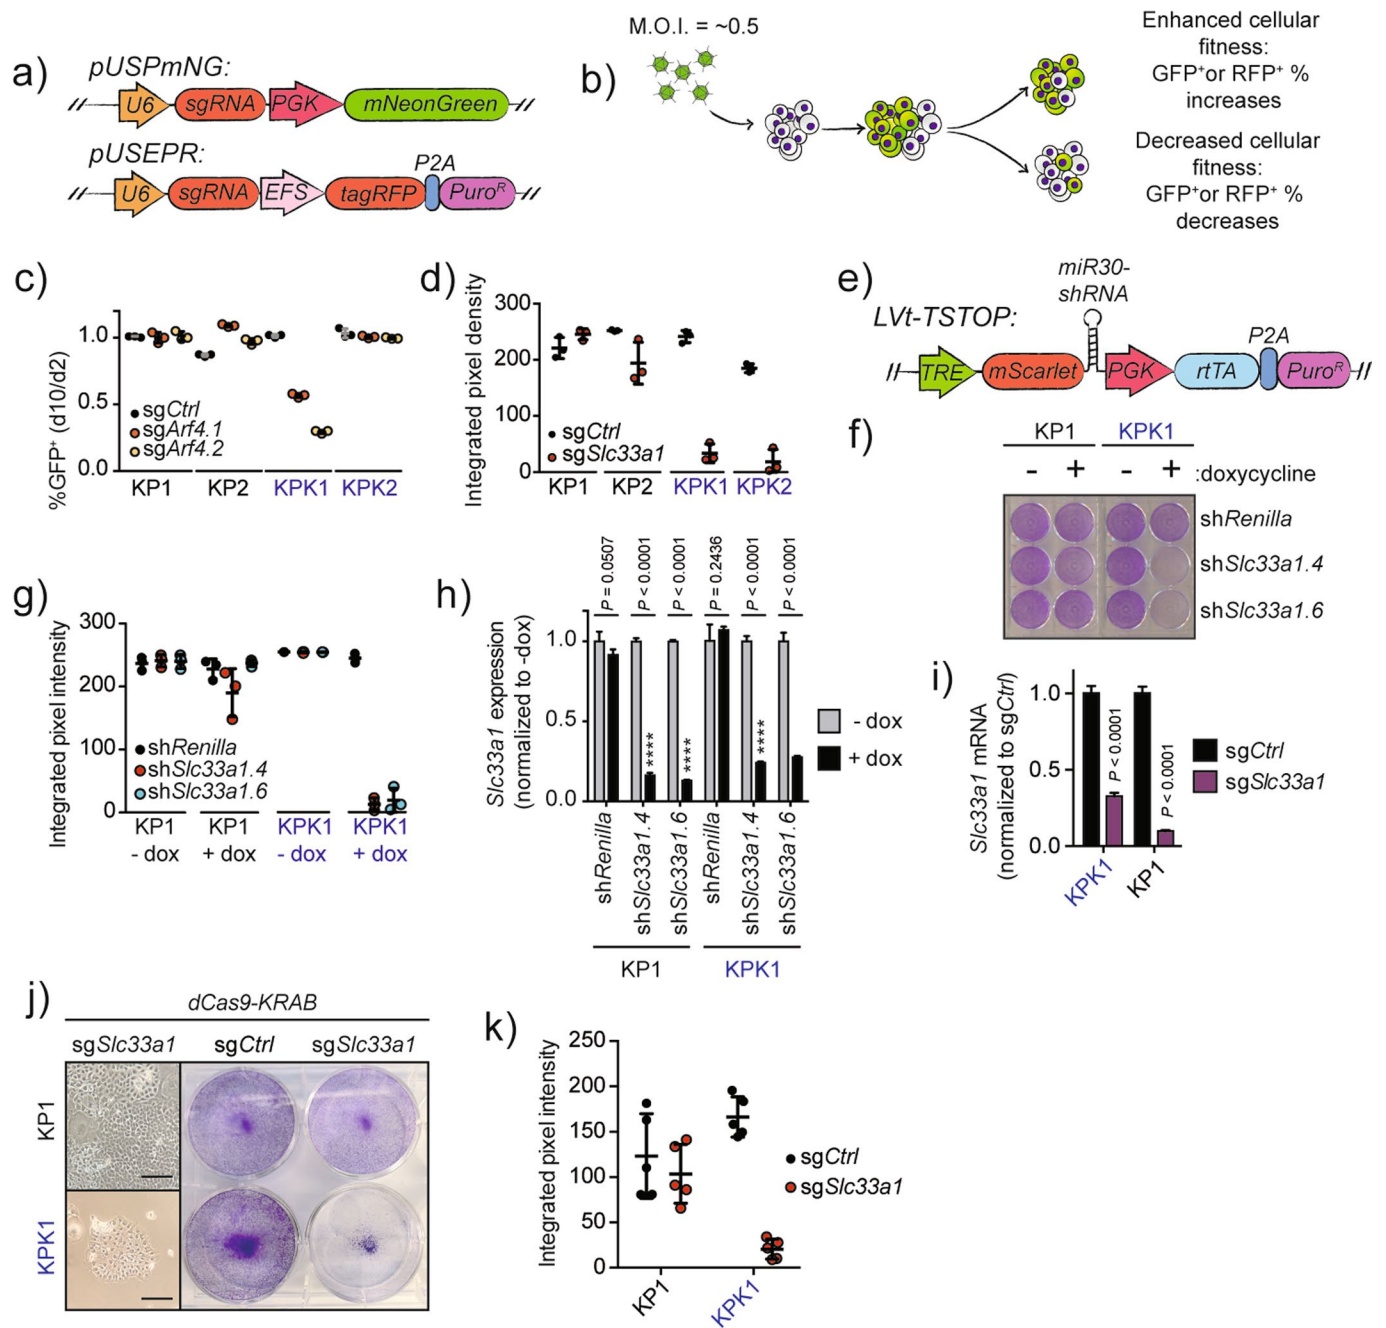 a)
pUSPmNG:
U6 sgRNA PGK mNeonGreen
pUSEPR:
P2A
U6 sgRNA EFS tagRFP Puro^R
b)
M.O.I. = ~0.5
Enhanced cellular
fitness:
GFP⁺or RFP⁺ %
increases
Decreased cellular
fitness:
GFP⁺or RFP⁺ %
decreases
c)
%GFP⁺ (d10/d2)
1.0
0.5
0.0
sgCtrl
sgArf4.1
sgArf4.2
KP1 KP2 KPK1 KPK2
d)
Integrated pixel density
300
200
100
0
sgCtrl
sgSlc33a1
KP1 KP2 KPK1 KPK2
e)
LVt-TSTOP:
miR30-
shRNA
P2A
TRE mScarlet PGK rtTA Puro^R
f)
KP1 KPK1
- + - + :doxycycline
shRenilla
shSlc33a1.4
shSlc33a1.6
g)
Integrated pixel intensity
300
200
100
0
shRenilla
shSlc33a1.4
shSlc33a1.6
KP1 KP1 KPK1 KPK1
- dox + dox - dox + dox
h)
Slc33a1 expression
(normalized to -dox)
P = 0.0507
P < 0.0001
P < 0.0001
P = 0.2436
P < 0.0001
P < 0.0001
1.0
0.5
0.0
****
****
****
- dox
+ dox
shRenilla
shSlc33a1.4
shSlc33a1.6
shRenilla
shSlc33a1.4
shSlc33a1.6
KP1 KPK1
i)
Slc33a1 mRNA
(normalized to sgCtrl)
1.0
0.5
0.0
P < 0.0001
P < 0.0001
sgCtrl
sgSlc33a1
KPK1 KP1
j)
dCas9-KRAB
sgSlc33a1 sgCtrl sgSlc33a1
KP1
KPK1
k)
Integrated pixel intensity
250
200
150
100
50
0
sgCtrl
sgSlc33a1
KP1 KPK1